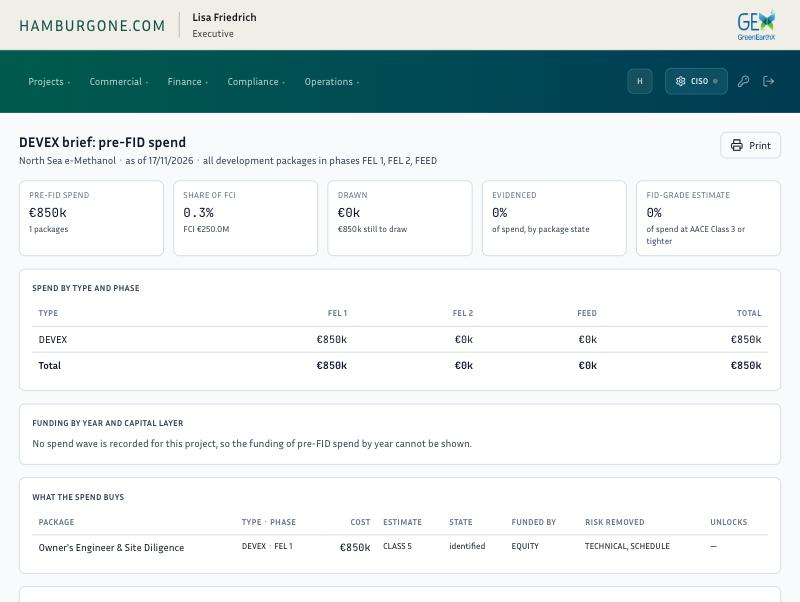 HAMBURGONE.COM
Lisa Friedrich
Executive
GEX
GreenEarthX
Projects
Commercial
Finance
Compliance
Operations
H
CISO
DEVEX brief: pre-FID spend
North Sea e-Methanol · as of 17/11/2026 · all development packages in phases FEL 1, FEL 2, FEED
Print
PRE-FID SPEND
€850k
1 packages
SHARE OF FCI
0.3%
FCI €250.0M
DRAWN
€0k
€850k still to draw
EVIDENCED
0%
of spend, by package state
FID-GRADE ESTIMATE
0%
of spend at AACE Class 3 or
tighter
SPEND BY TYPE AND PHASE
TYPE FEL 1 FEL 2 FEED TOTAL
DEVEX €850k €0k €0k €850k
Total €850k €0k €0k €850k
FUNDING BY YEAR AND CAPITAL LAYER
No spend wave is recorded for this project, so the funding of pre-FID spend by year cannot be shown.
WHAT THE SPEND BUYS
PACKAGE TYPE · PHASE COST ESTIMATE STATE FUNDED BY RISK REMOVED UNLOCKS
Owner's Engineer & Site Diligence DEVEX · FEL 1 €850k CLASS 5 identified EQUITY TECHNICAL, SCHEDULE —